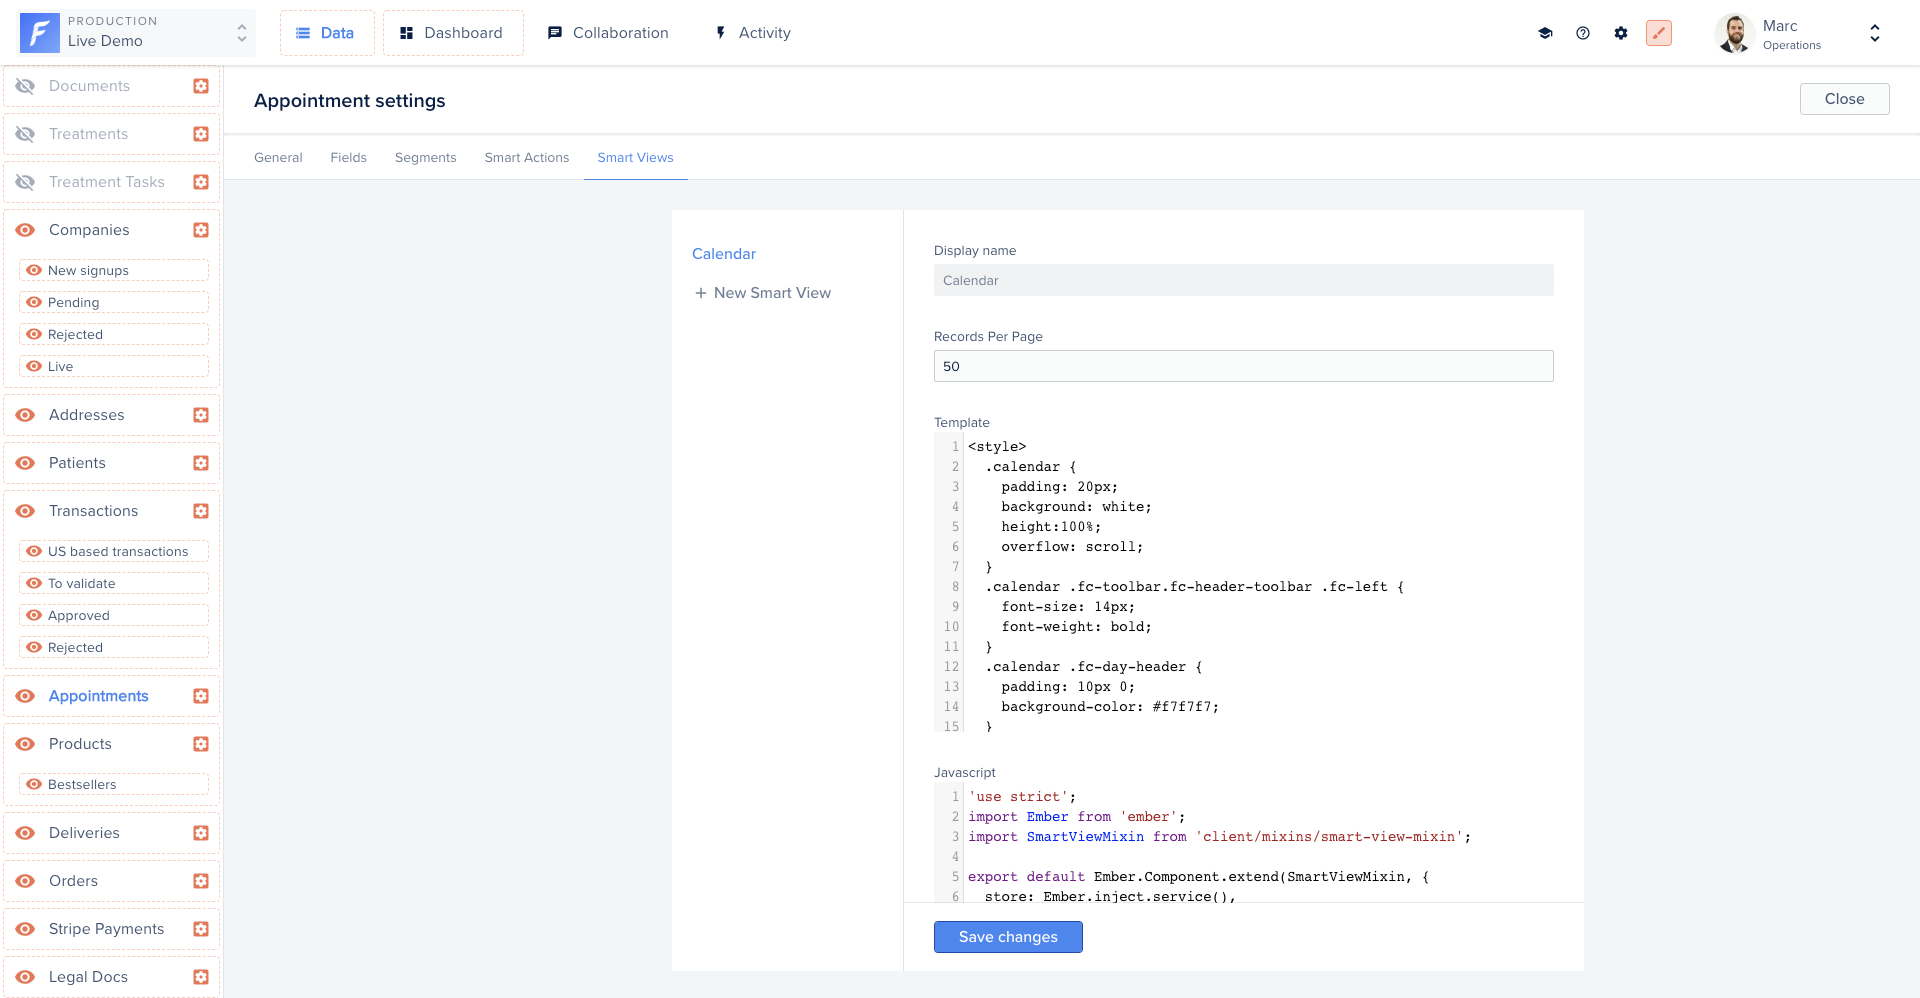 PRODUCTION
Live Demo
Data
Dashboard
Collaboration
Activity
Marc
Operations
Documents
Treatments
Treatment Tasks
Companies
New signups
Pending
Rejected
Live
Addresses
Patients
Transactions
US based transactions
To validate
Approved
Rejected
Appointments
Products
Bestsellers
Deliveries
Orders
Stripe Payments
Legal Docs
Appointment settings
Close
General
Fields
Segments
Smart Actions
Smart Views
Calendar
+ New Smart View
Display name
Calendar
Records Per Page
50
Template
1 <style>
2 .calendar {
3 padding: 20px;
4 background: white;
5 height:100%;
6 overflow: scroll;
7 }
8 .calendar .fc-toolbar.fc-header-toolbar .fc-left {
9 font-size: 14px;
10 font-weight: bold;
11 }
12 .calendar .fc-day-header {
13 padding: 10px 0;
14 background-color: #f7f7f7;
15 }
Javascript
1 'use strict';
2 import Ember from 'ember';
3 import SmartViewMixin from 'client/mixins/smart-view-mixin';
4
5 export default Ember.Component.extend(SmartViewMixin, {
6 store: Ember.inject.service(),
Save changes